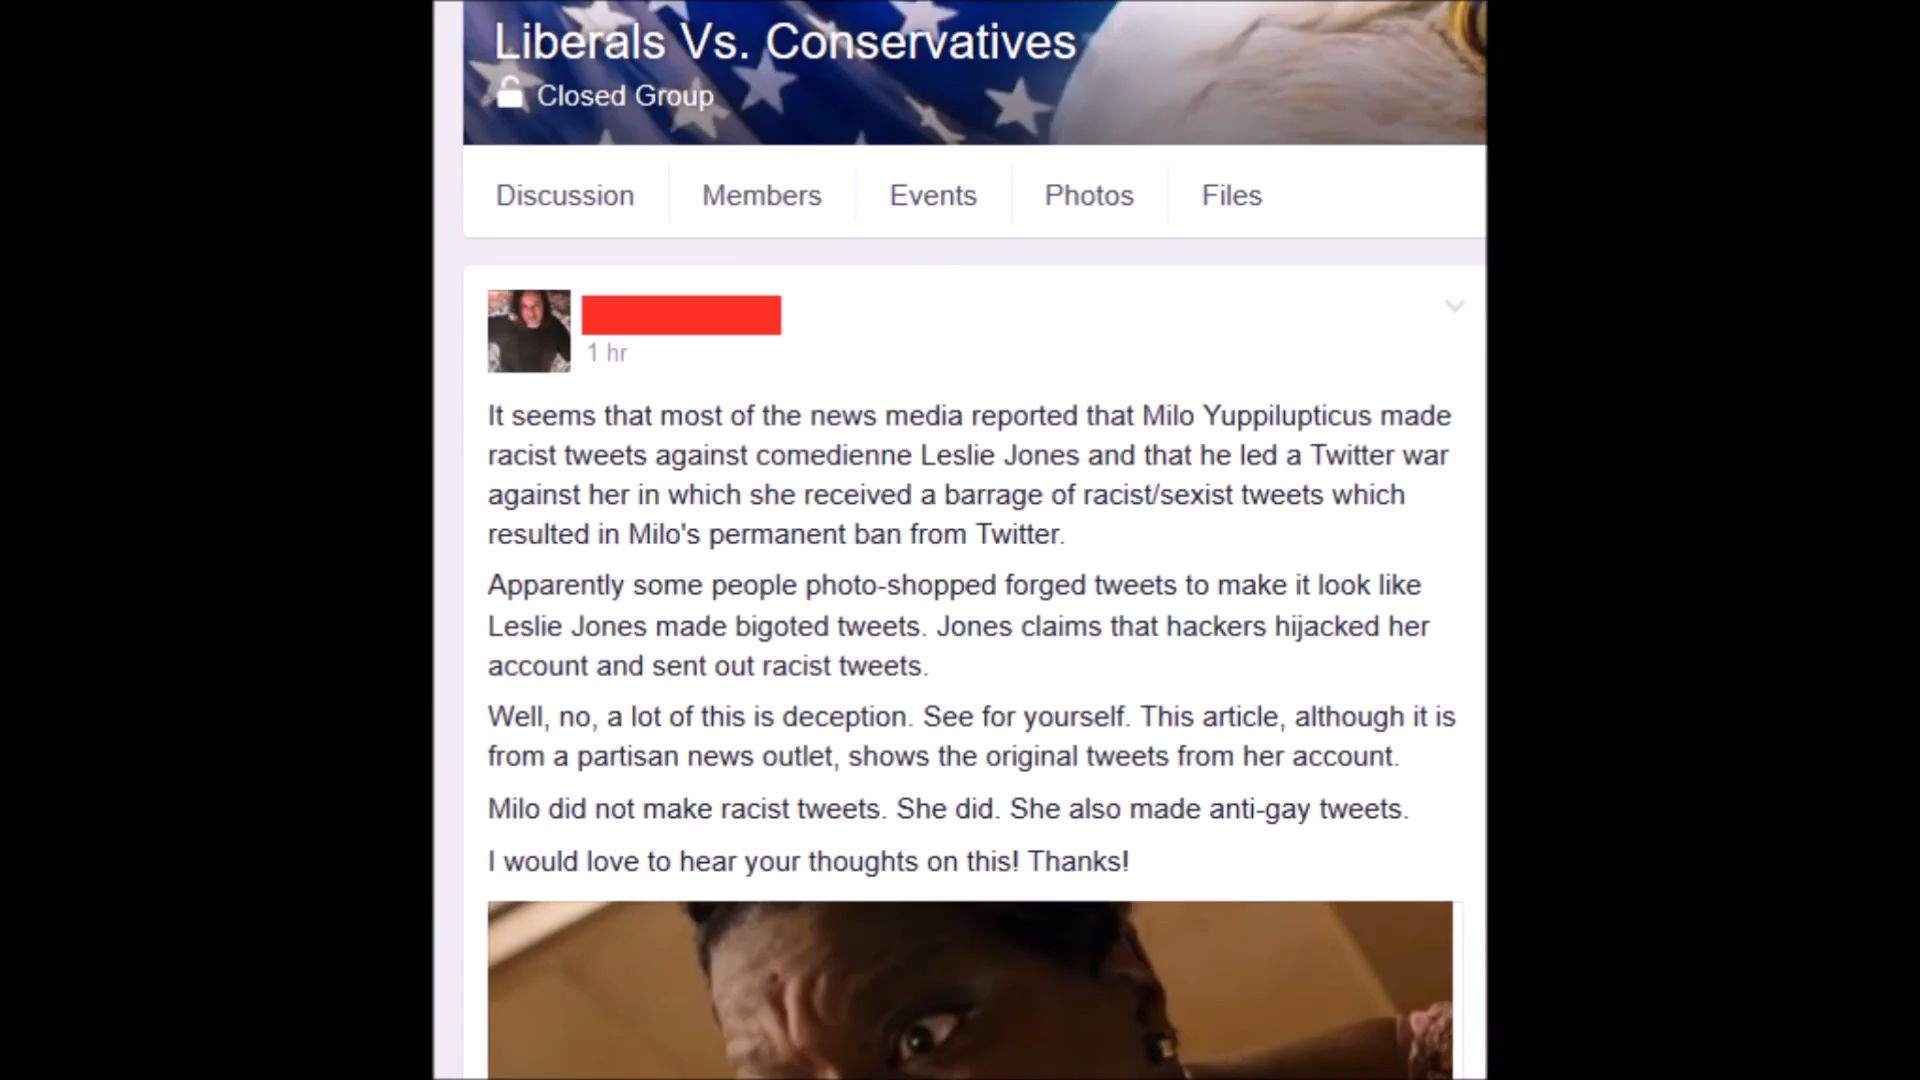 Liberals Vs. Conservatives
Closed Group
Discussion Members Events Photos Files
1 hr
It seems that most of the news media reported that Milo Yuppilupticus made
racist tweets against comedienne Leslie Jones and that he led a Twitter war
against her in which she received a barrage of racist/sexist tweets which
resulted in Milo's permanent ban from Twitter.
Apparently some people photo-shopped forged tweets to make it look like
Leslie Jones made bigoted tweets. Jones claims that hackers hijacked her
account and sent out racist tweets.
Well, no, a lot of this is deception. See for yourself. This article, although it is
from a partisan news outlet, shows the original tweets from her account.
Milo did not make racist tweets. She did. She also made anti-gay tweets.
I would love to hear your thoughts on this! Thanks!